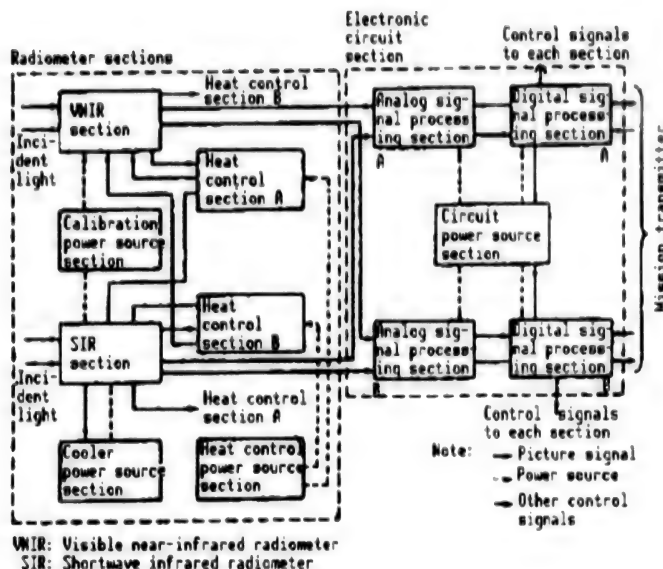 Radiometer sections
Electronic
circuit
section
Control signals
to each section
VNIR
section
Heat control
section B
Inci-
dent
light
Heat
control
section A
Calibration
power source
section
Analog sig-
nal process-
ing section
A
Digital sig-
nal process-
ing section
A
Circuit
power source
section
Mission transmitter
SIR
section
Heat
control
section B
Inci-
dent
light
Heat control
section A
Cooler
power source
section
Heat control
power source
section
Analog sig-
nal process-
ing section
B
Digital sig-
nal process-
ing section
B
Control signals
to each section
Note:
Picture signal
Power source
Other control
signals
VNIR: Visible near-infrared radiometer
SIR: Shortwave infrared radiometer